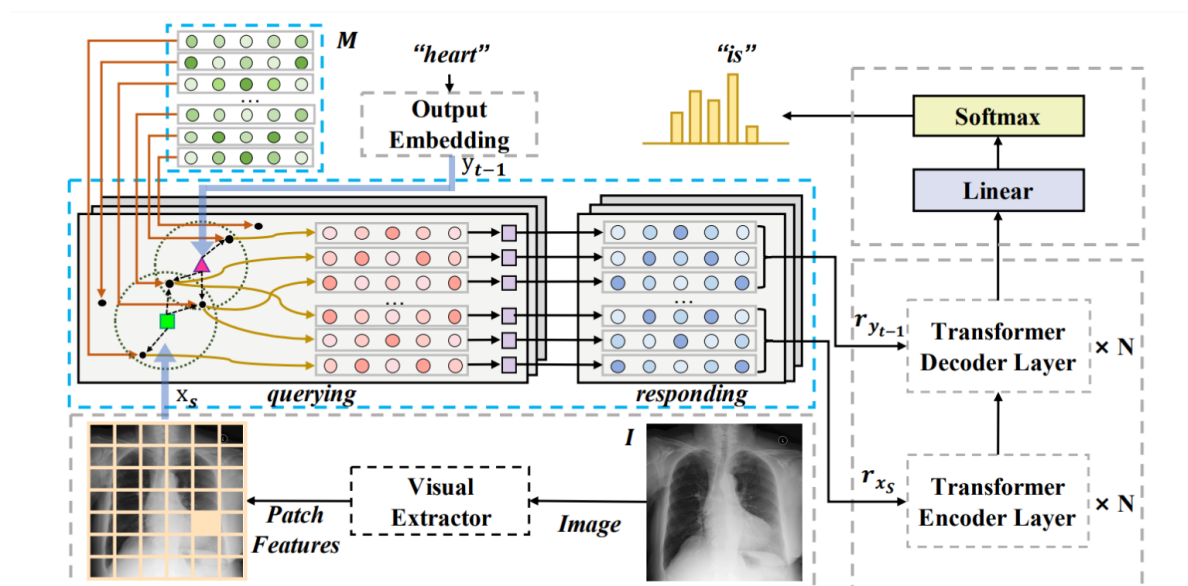 M
“heart”
“is”
...
Output
Embedding
y_{t−1}
Softmax
Linear
...
...
r_{y_{t−1}}
Transformer
Decoder Layer
× N
x_s
querying
responding
I
Visual
Extractor
Patch
Features
Image
r_{x_S}
Transformer
Encoder Layer
× N